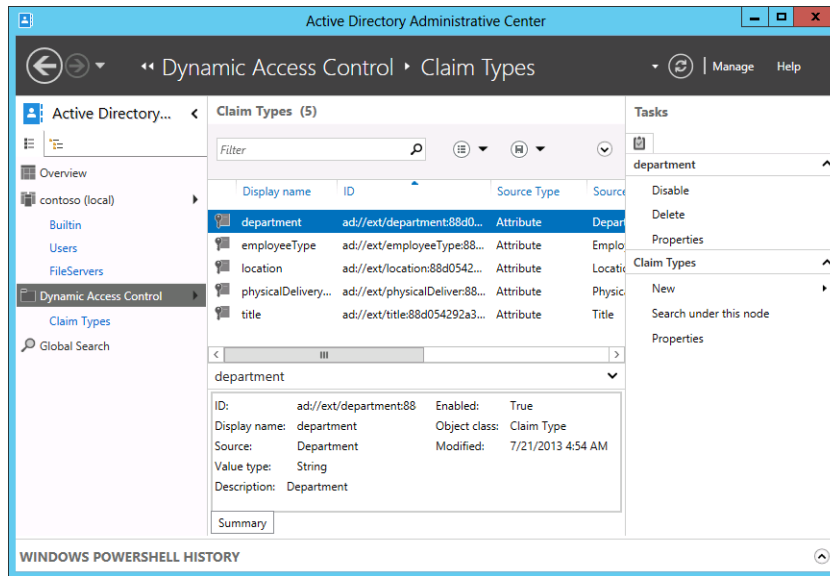 Active Directory Administrative Center
Dynamic Access Control Claim Types
Manage Help
Active Directory...
Overview
contoso (local)
Builtin
Users
FileServers
Dynamic Access Control
Claim Types
Global Search
Claim Types (5)
Filter
Display name ID Source Type Source
department ad://ext/department:88d0... Attribute Depart
employeeType ad://ext/employeeType:88... Attribute Emplo
location ad://ext/location:88d0542... Attribute Locatio
physicalDelivery... ad://ext/physicalDeliver:88... Attribute Physic
title ad://ext/title:88d054292a3... Attribute Title
department
ID: ad://ext/department:88 Enabled: True
Display name: department Object class: Claim Type
Source: Department Modified: 7/21/2013 4:54 AM
Value type: String
Description: Department
Summary
Tasks
department
Disable
Delete
Properties
Claim Types
New
Search under this node
Properties
WINDOWS POWERSHELL HISTORY